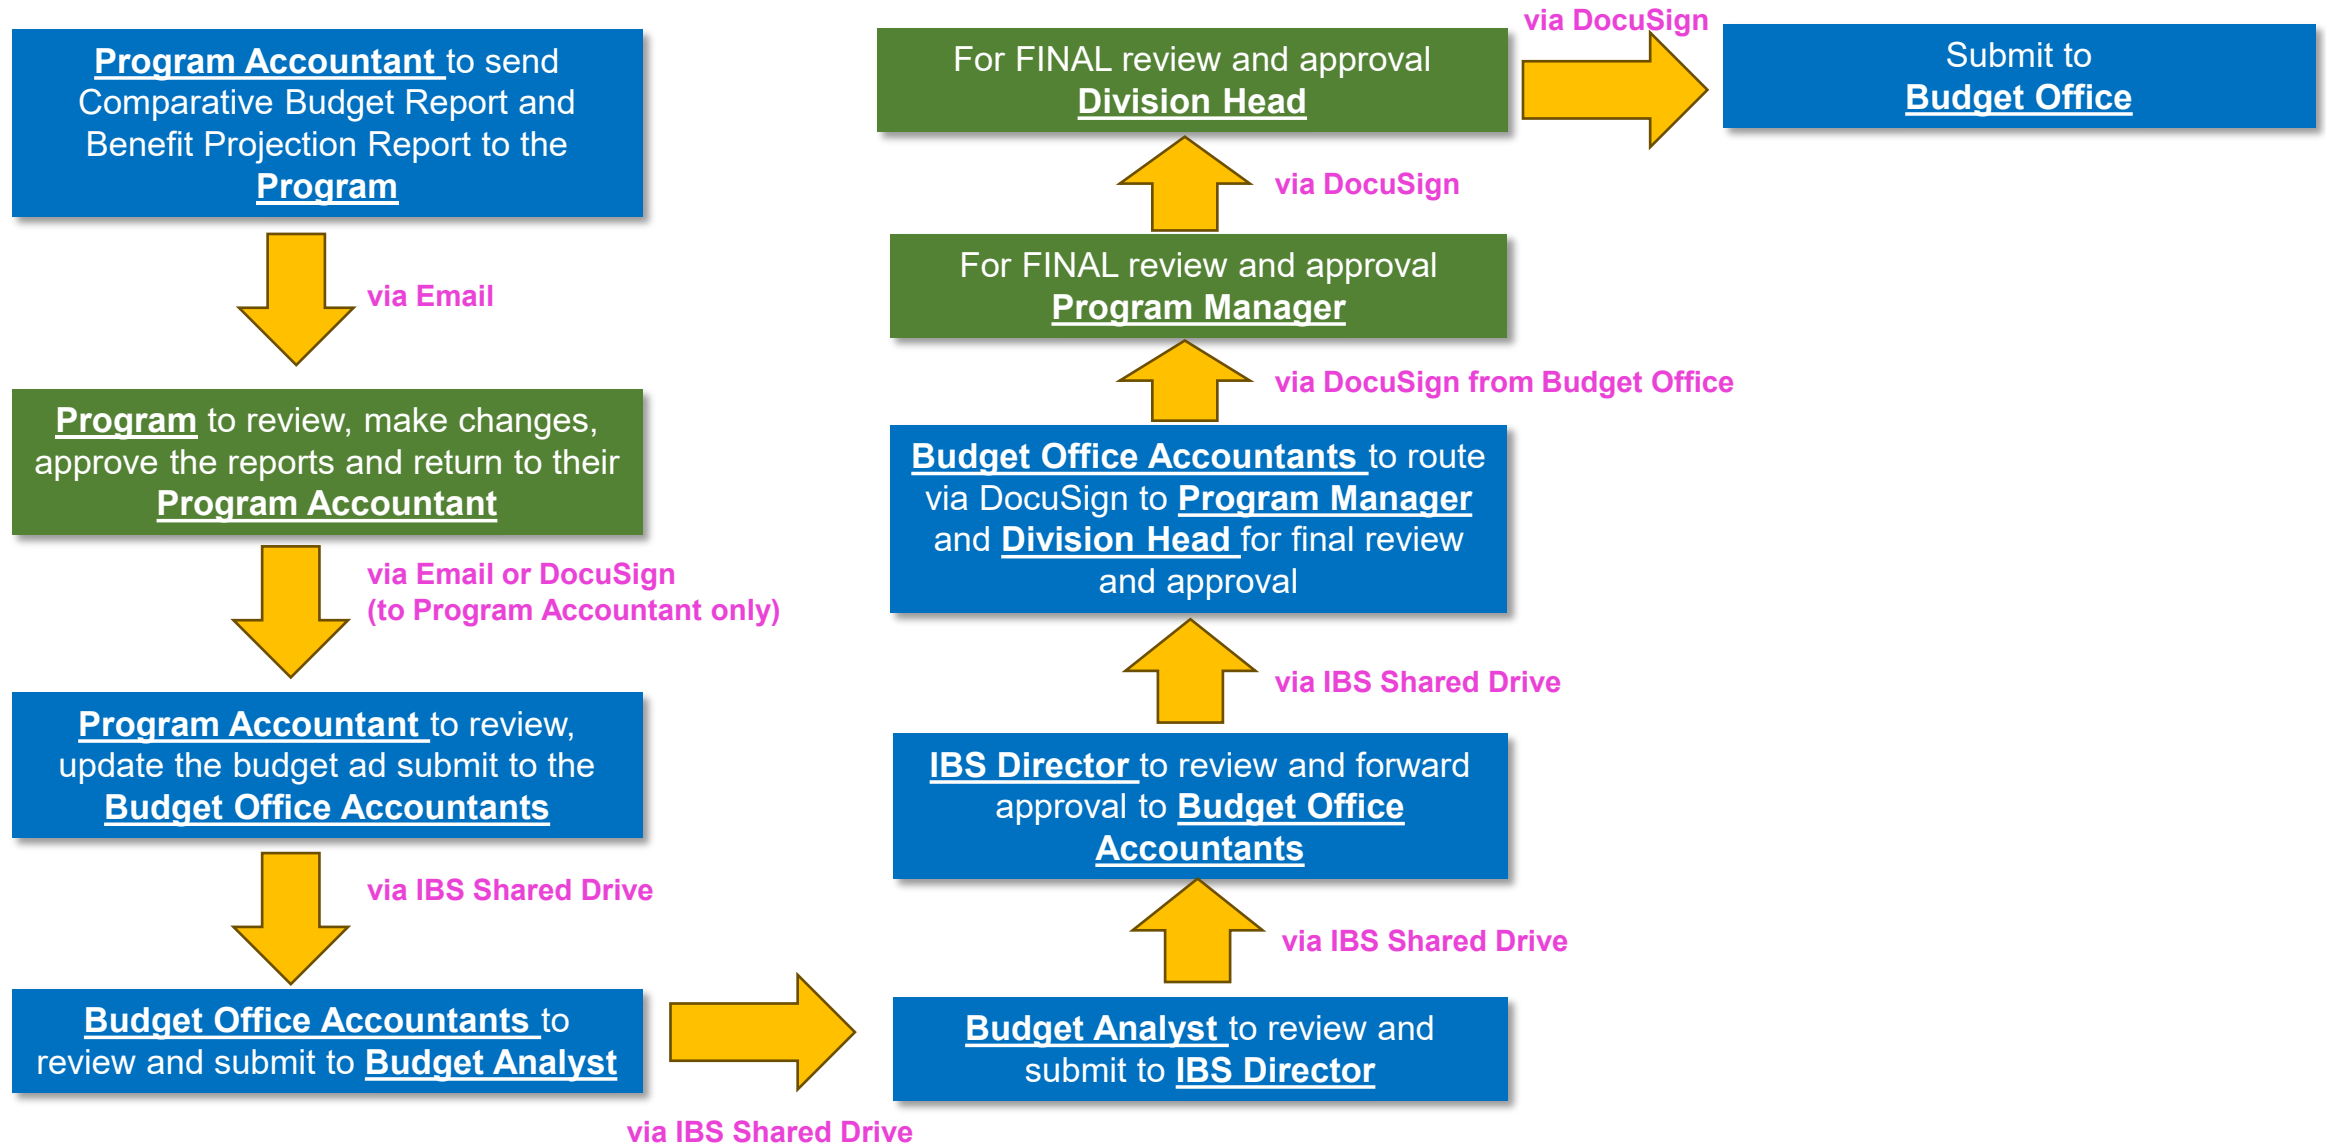 Program Accountant to send
Comparative Budget Report and
Benefit Projection Report to the
Program
via Email
Program to review, make changes,
approve the reports and return to their
Program Accountant
via Email or DocuSign
(to Program Accountant only)
Program Accountant to review,
update the budget ad submit to the
Budget Office Accountants
via IBS Shared Drive
Budget Office Accountants to
review and submit to Budget Analyst
via IBS Shared Drive
Budget Analyst to review and
submit to IBS Director
via IBS Shared Drive
IBS Director to review and forward
approval to Budget Office
Accountants
via IBS Shared Drive
Budget Office Accountants to route
via DocuSign to Program Manager
and Division Head for final review
and approval
via DocuSign from Budget Office
For FINAL review and approval
Program Manager
via DocuSign
For FINAL review and approval
Division Head
via DocuSign
Submit to
Budget Office